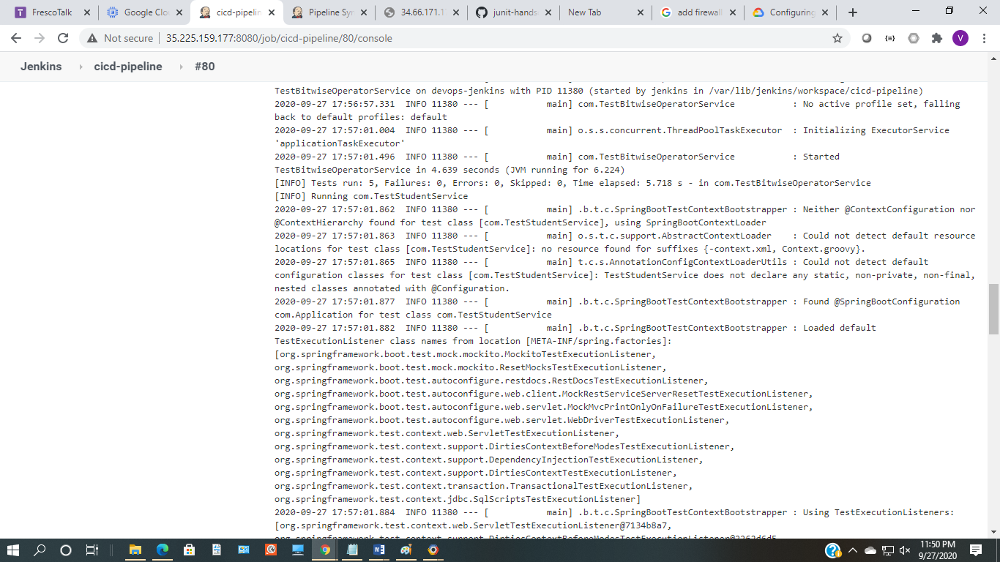 FrescoTalk
Google Clo
cicd-pipelin
Pipeline Syn
34.66.171.1
junit-hands
New Tab
add firewall
Configuring
Not secure
35.225.159.177:8080/job/cicd-pipeline/80/console
V
Jenkins
cicd-pipeline
#80
TestBitwiseOperatorService on devops-jenkins with PID 11380 (started by jenkins in /var/lib/jenkins/workspace/cicd-pipeline)
2020-09-27 17:56:57.331  INFO 11380 --- [           main] com.TestBitwiseOperatorService           : No active profile set, falling
back to default profiles: default
2020-09-27 17:57:01.004  INFO 11380 --- [           main] o.s.s.concurrent.ThreadPoolTaskExecutor  : Initializing ExecutorService
'applicationTaskExecutor'
2020-09-27 17:57:01.496  INFO 11380 --- [           main] com.TestBitwiseOperatorService           : Started
TestBitwiseOperatorService in 4.639 seconds (JVM running for 6.224)
[INFO] Tests run: 5, Failures: 0, Errors: 0, Skipped: 0, Time elapsed: 5.718 s - in com.TestBitwiseOperatorService
[INFO] Running com.TestStudentService
2020-09-27 17:57:01.862  INFO 11380 --- [           main] .b.t.c.SpringBootTestContextBootstrapper : Neither @ContextConfiguration nor
@ContextHierarchy found for test class [com.TestStudentService], using SpringBootContextLoader
2020-09-27 17:57:01.863  INFO 11380 --- [           main] o.s.t.c.support.AbstractContextLoader    : Could not detect default resource
locations for test class [com.TestStudentService]: no resource found for suffixes {-context.xml, Context.groovy}.
2020-09-27 17:57:01.865  INFO 11380 --- [           main] t.c.s.AnnotationConfigContextLoaderUtils : Could not detect default
configuration classes for test class [com.TestStudentService]: TestStudentService does not declare any static, non-private, non-final,
nested classes annotated with @Configuration.
2020-09-27 17:57:01.877  INFO 11380 --- [           main] .b.t.c.SpringBootTestContextBootstrapper : Found @SpringBootConfiguration
com.Application for test class com.TestStudentService
2020-09-27 17:57:01.882  INFO 11380 --- [           main] .b.t.c.SpringBootTestContextBootstrapper : Loaded default
TestExecutionListener class names from location [META-INF/spring.factories]:
[org.springframework.boot.test.mock.mockito.MockitoTestExecutionListener,
org.springframework.boot.test.mock.mockito.ResetMocksTestExecutionListener,
org.springframework.boot.test.autoconfigure.restdocs.RestDocsTestExecutionListener,
org.springframework.boot.test.autoconfigure.web.client.MockRestServiceServerResetTestExecutionListener,
org.springframework.boot.test.autoconfigure.web.servlet.MockMvcPrintOnlyOnFailureTestExecutionListener,
org.springframework.boot.test.autoconfigure.web.servlet.WebDriverTestExecutionListener,
org.springframework.test.context.web.ServletTestExecutionListener,
org.springframework.test.context.support.DirtiesContextBeforeModesTestExecutionListener,
org.springframework.test.context.support.DependencyInjectionTestExecutionListener,
org.springframework.test.context.support.DirtiesContextTestExecutionListener,
org.springframework.test.context.transaction.TransactionalTestExecutionListener,
org.springframework.test.context.jdbc.SqlScriptsTestExecutionListener]
2020-09-27 17:57:01.884  INFO 11380 --- [           main] .b.t.c.SpringBootTestContextBootstrapper : Using TestExecutionListeners:
[org.springframework.test.context.web.ServletTestExecutionListener@7134b8a7,
11:50 PM
9/27/2020